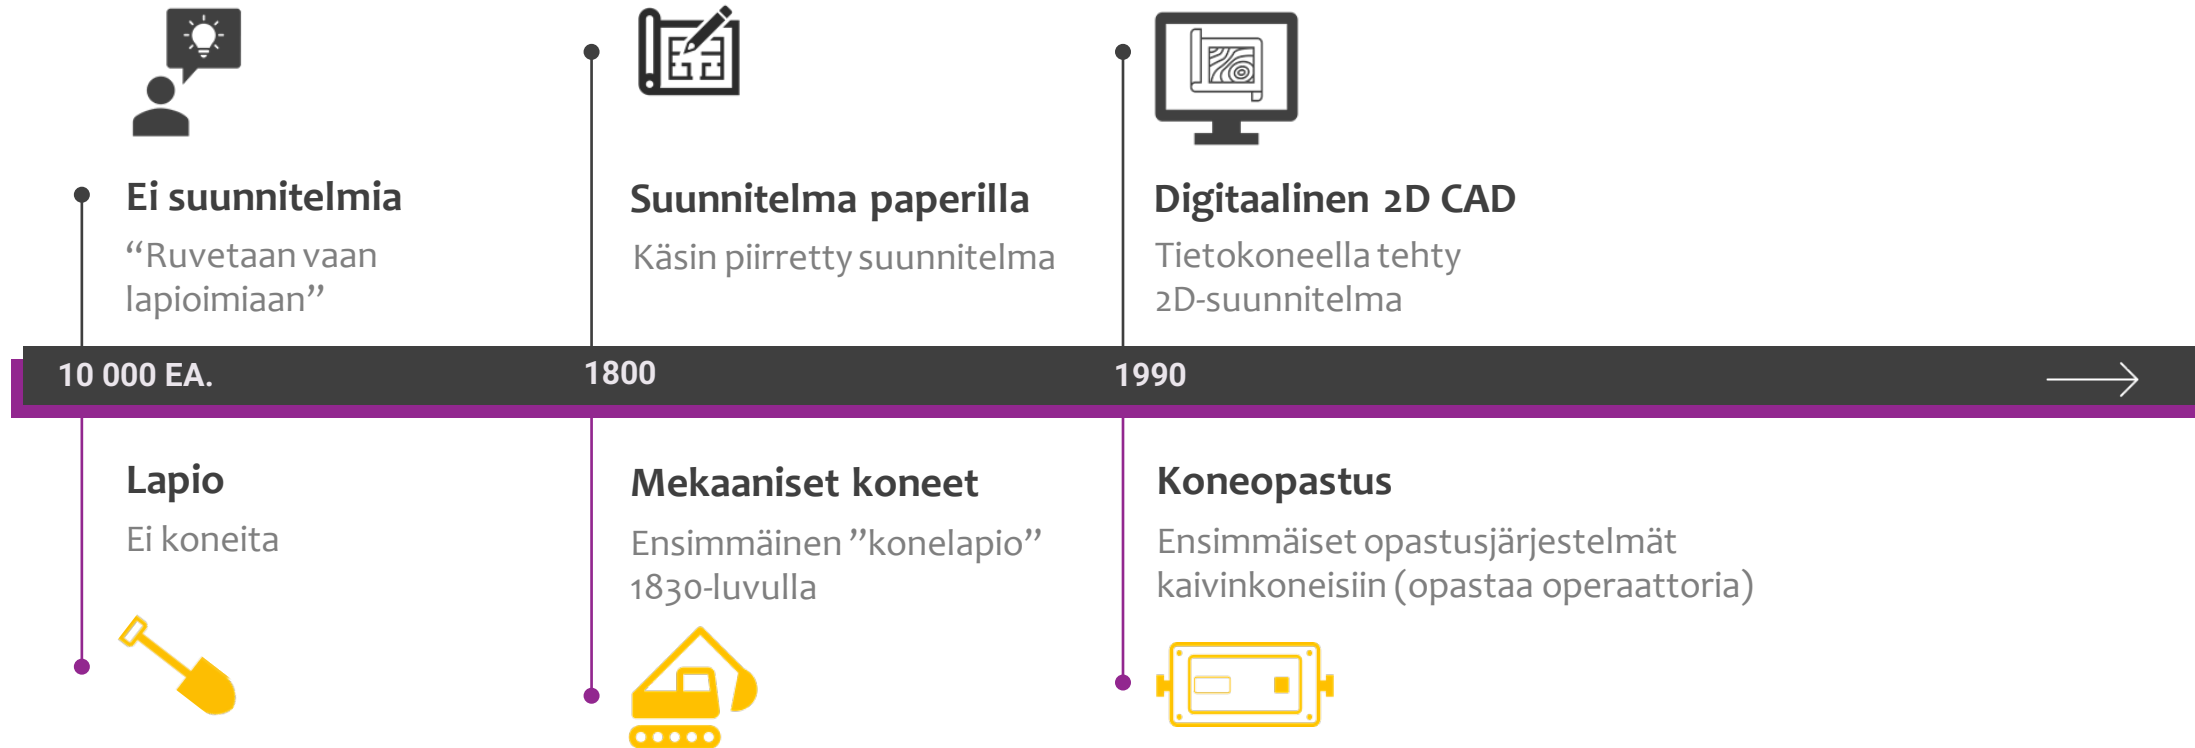 Ei suunnitelmia
“Ruvetaan vaan
lapioimiaan”
Suunnitelma paperilla
Käsin piirretty suunnitelma
Digitaalinen 2D CAD
Tietokoneella tehty
2D-suunnitelma
10 000 EA.
1800
1990
Lapio
Ei koneita
Mekaaniset koneet
Ensimmäinen ”konelapio”
1830-luvulla
Koneopastus
Ensimmäiset opastusjärjestelmät
kaivinkoneisiin (opastaa operaattoria)